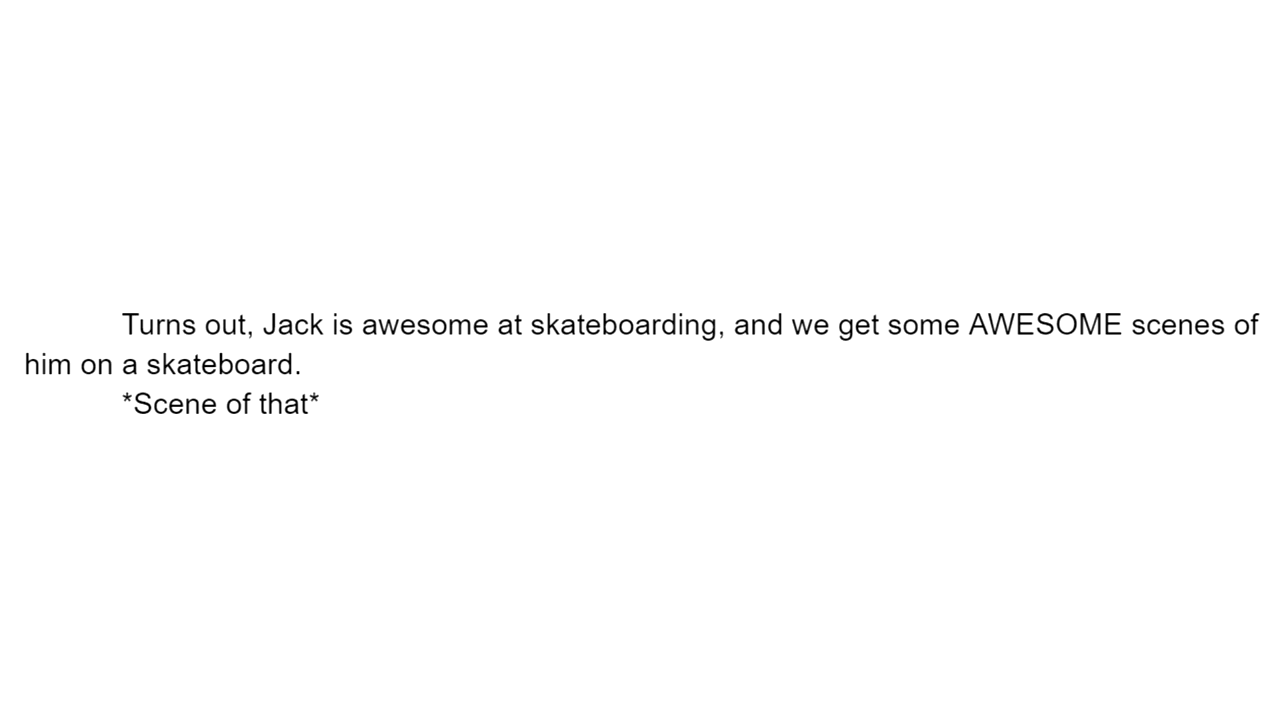 Turns out, Jack is awesome at skateboarding, and we get some AWESOME scenes of
him on a skateboard.
*Scene of that*